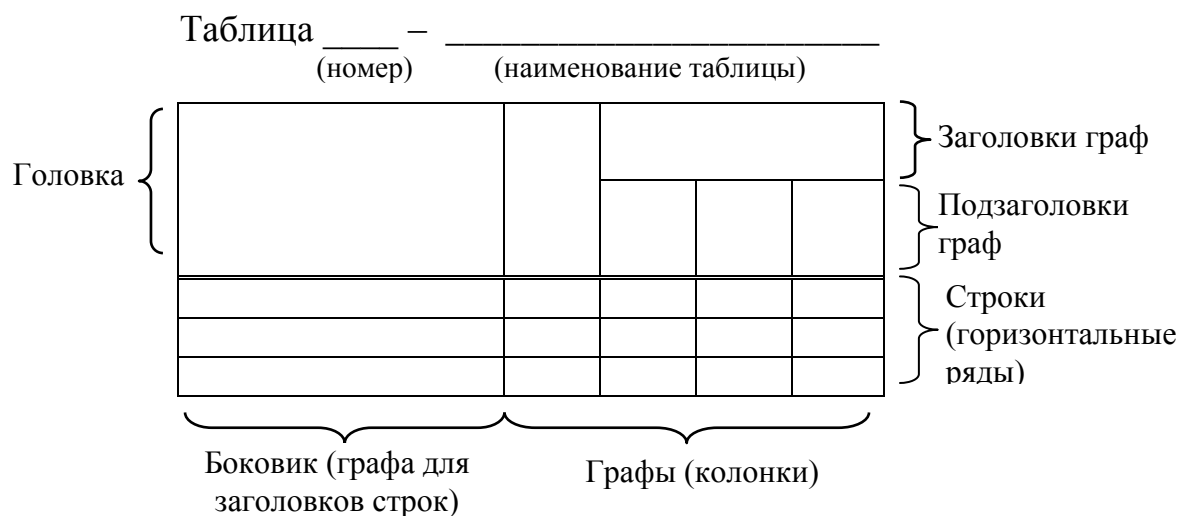 Таблица ____ – _______________________
(номер) (наименование таблицы)
Заголовки граф
Головка
Подзаголовки
граф
Строки
(горизонтальные
ряды)
Боковик (графа для
заголовков строк)
Графы (колонки)